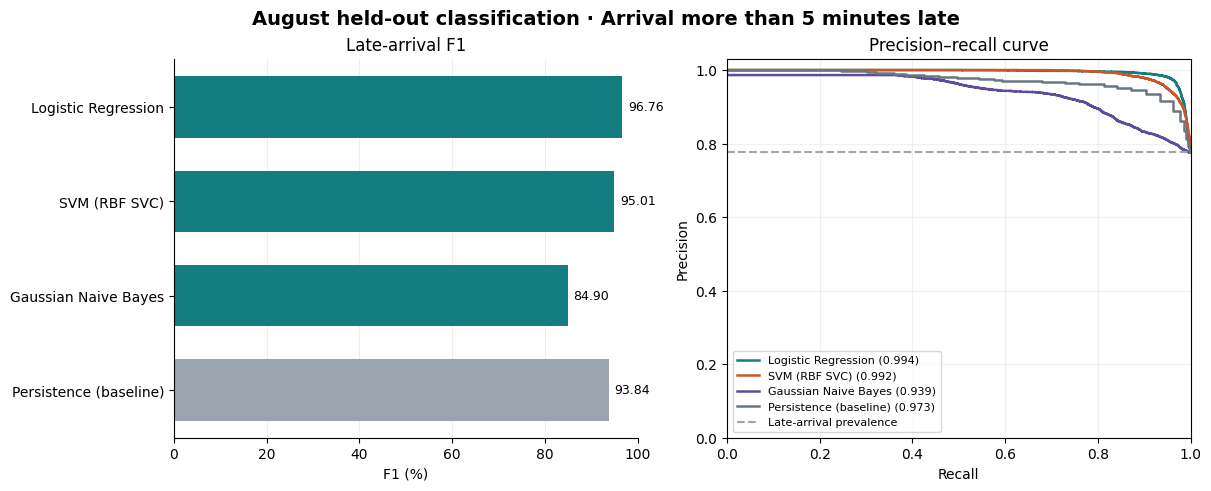 August held-out classification · Arrival more than 5 minutes late
Late-arrival F1
Logistic Regression
96.76
SVM (RBF SVC)
95.01
Gaussian Naive Bayes
84.90
Persistence (baseline)
93.84
0 20 40 60 80 100
F1 (%)
Precision–recall curve
1.0
0.8
0.6
0.4
0.2
0.0
Precision
Logistic Regression (0.994)
SVM (RBF SVC) (0.992)
Gaussian Naive Bayes (0.939)
Persistence (baseline) (0.973)
Late-arrival prevalence
0.0 0.2 0.4 0.6 0.8 1.0
Recall